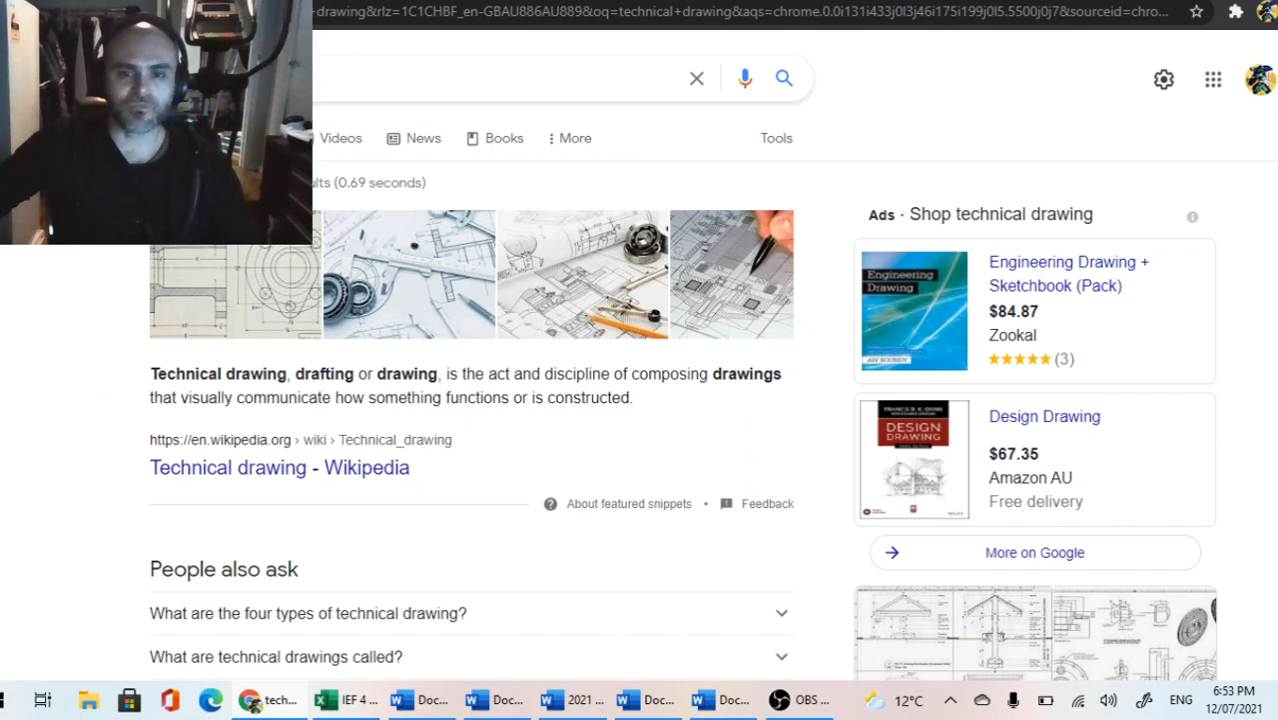 drawing&rlz=1C1CHBF_en-GBAU886AU889&oq=technical+drawing&aqs=chrome.0.0i131i433j0l3j46i175i199j0l5.5500j0j7&sourceid=chro...
Videos News Books More Tools
ults (0.69 seconds)
Ads · Shop technical drawing
Engineering Drawing
Engineering Drawing +
Sketchbook (Pack)
$84.87
Zookal
(3)
Technical drawing, drafting or drawing, is the act and discipline of composing drawings
that visually communicate how something functions or is constructed.
https://en.wikipedia.org › wiki › Technical_drawing
Technical drawing - Wikipedia
About featured snippets • Feedback
FRANCIS D. K. CHING
DESIGN
DRAWING
Design Drawing
$67.35
Amazon AU
Free delivery
More on Google
People also ask
What are the four types of technical drawing?
What are technical drawings called?
tech... IEF 4 ... Doc... Doc... 2021 ... Doc... Doc... OBS ... 12°C ENG 6:53 PM
12/07/2021